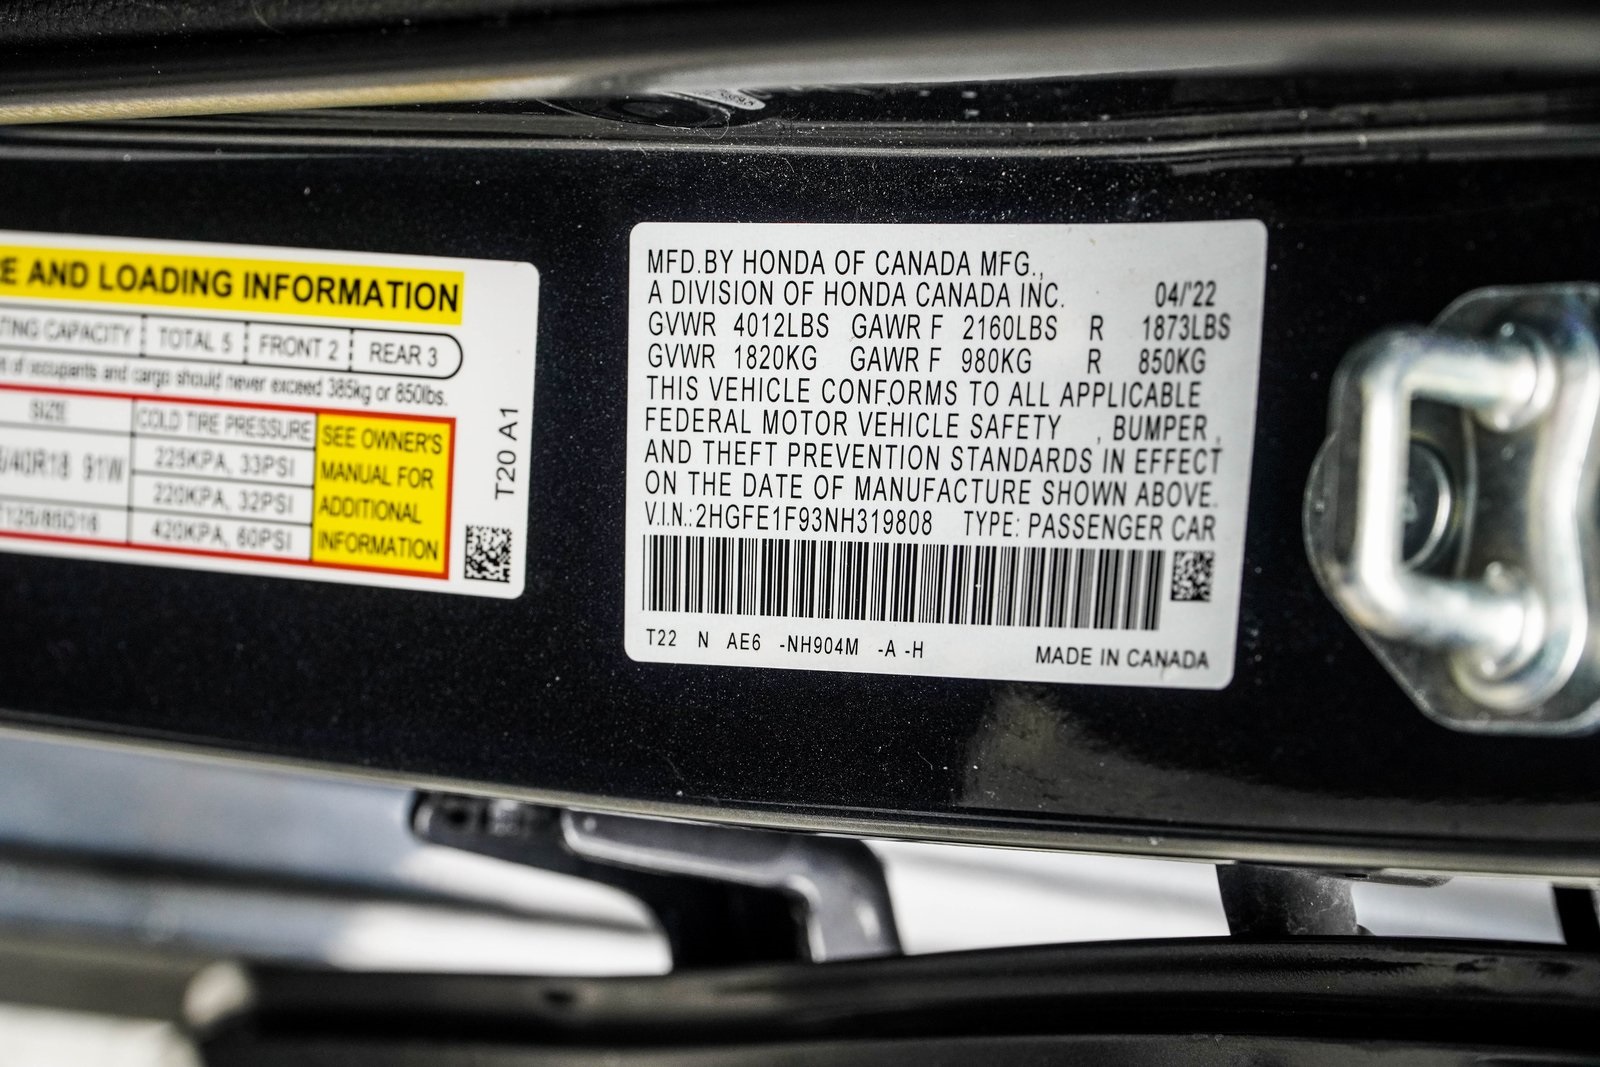 E AND LOADING INFORMATION
TING CAPACITY TOTAL 5 FRONT 2 REAR 3
of occupants and cargo should never exceed 385kg or 850lbs.
SIZE COLD TIRE PRESSURE SEE OWNER'S MANUAL FOR ADDITIONAL INFORMATION
/40R18 91W 225KPA, 33PSI
220KPA, 32PSI
420KPA, 60PSI
T20 A1
MFD.BY HONDA OF CANADA MFG.,
A DIVISION OF HONDA CANADA INC. 04/'22
GVWR 4012LBS GAWR F 2160LBS R 1873LBS
GVWR 1820KG GAWR F 980KG R 850KG
THIS VEHICLE CONFORMS TO ALL APPLICABLE
FEDERAL MOTOR VEHICLE SAFETY , BUMPER ,
AND THEFT PREVENTION STANDARDS IN EFFECT
ON THE DATE OF MANUFACTURE SHOWN ABOVE.
V.I.N.:2HGFE1F93NH319808 TYPE: PASSENGER CAR
T22 N AE6 -NH904M -A -H MADE IN CANADA